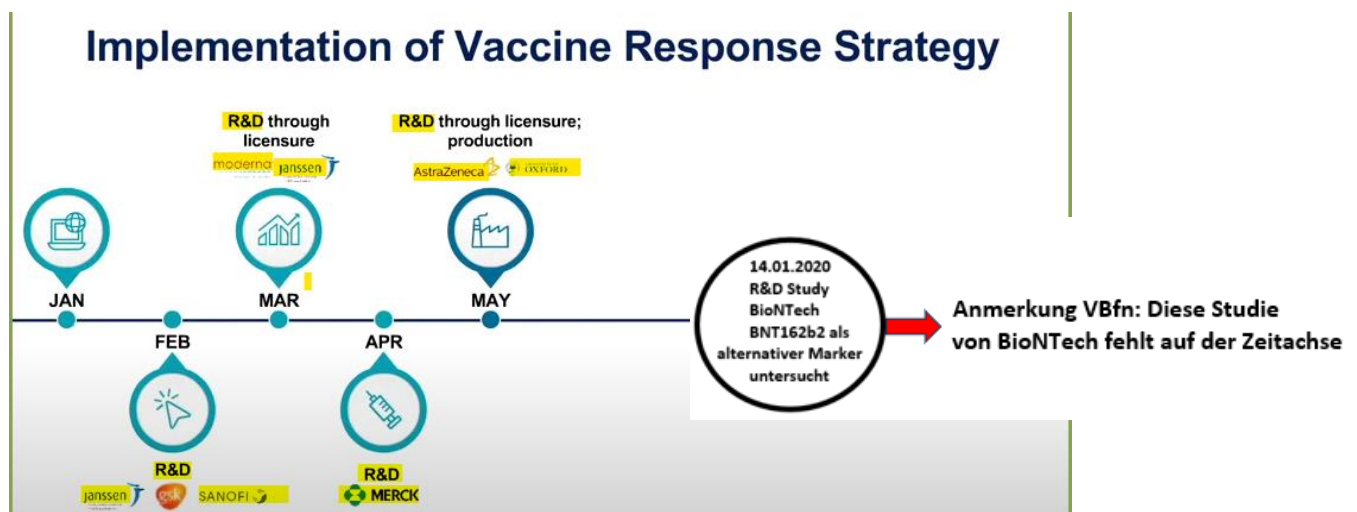 Implementation of Vaccine Response Strategy
R&D through
licensure
moderna janssen
R&D through licensure;
production
AstraZeneca OXFORD
JAN
MAR
MAY
FEB
APR
R&D
janssen gsk SANOFI
R&D
MERCK
14.01.2020
R&D Study
BioNTech
BNT162b2 als
alternativer Marker
untersucht
Anmerkung VBfn: Diese Studie
von BioNTech fehlt auf der Zeitachse